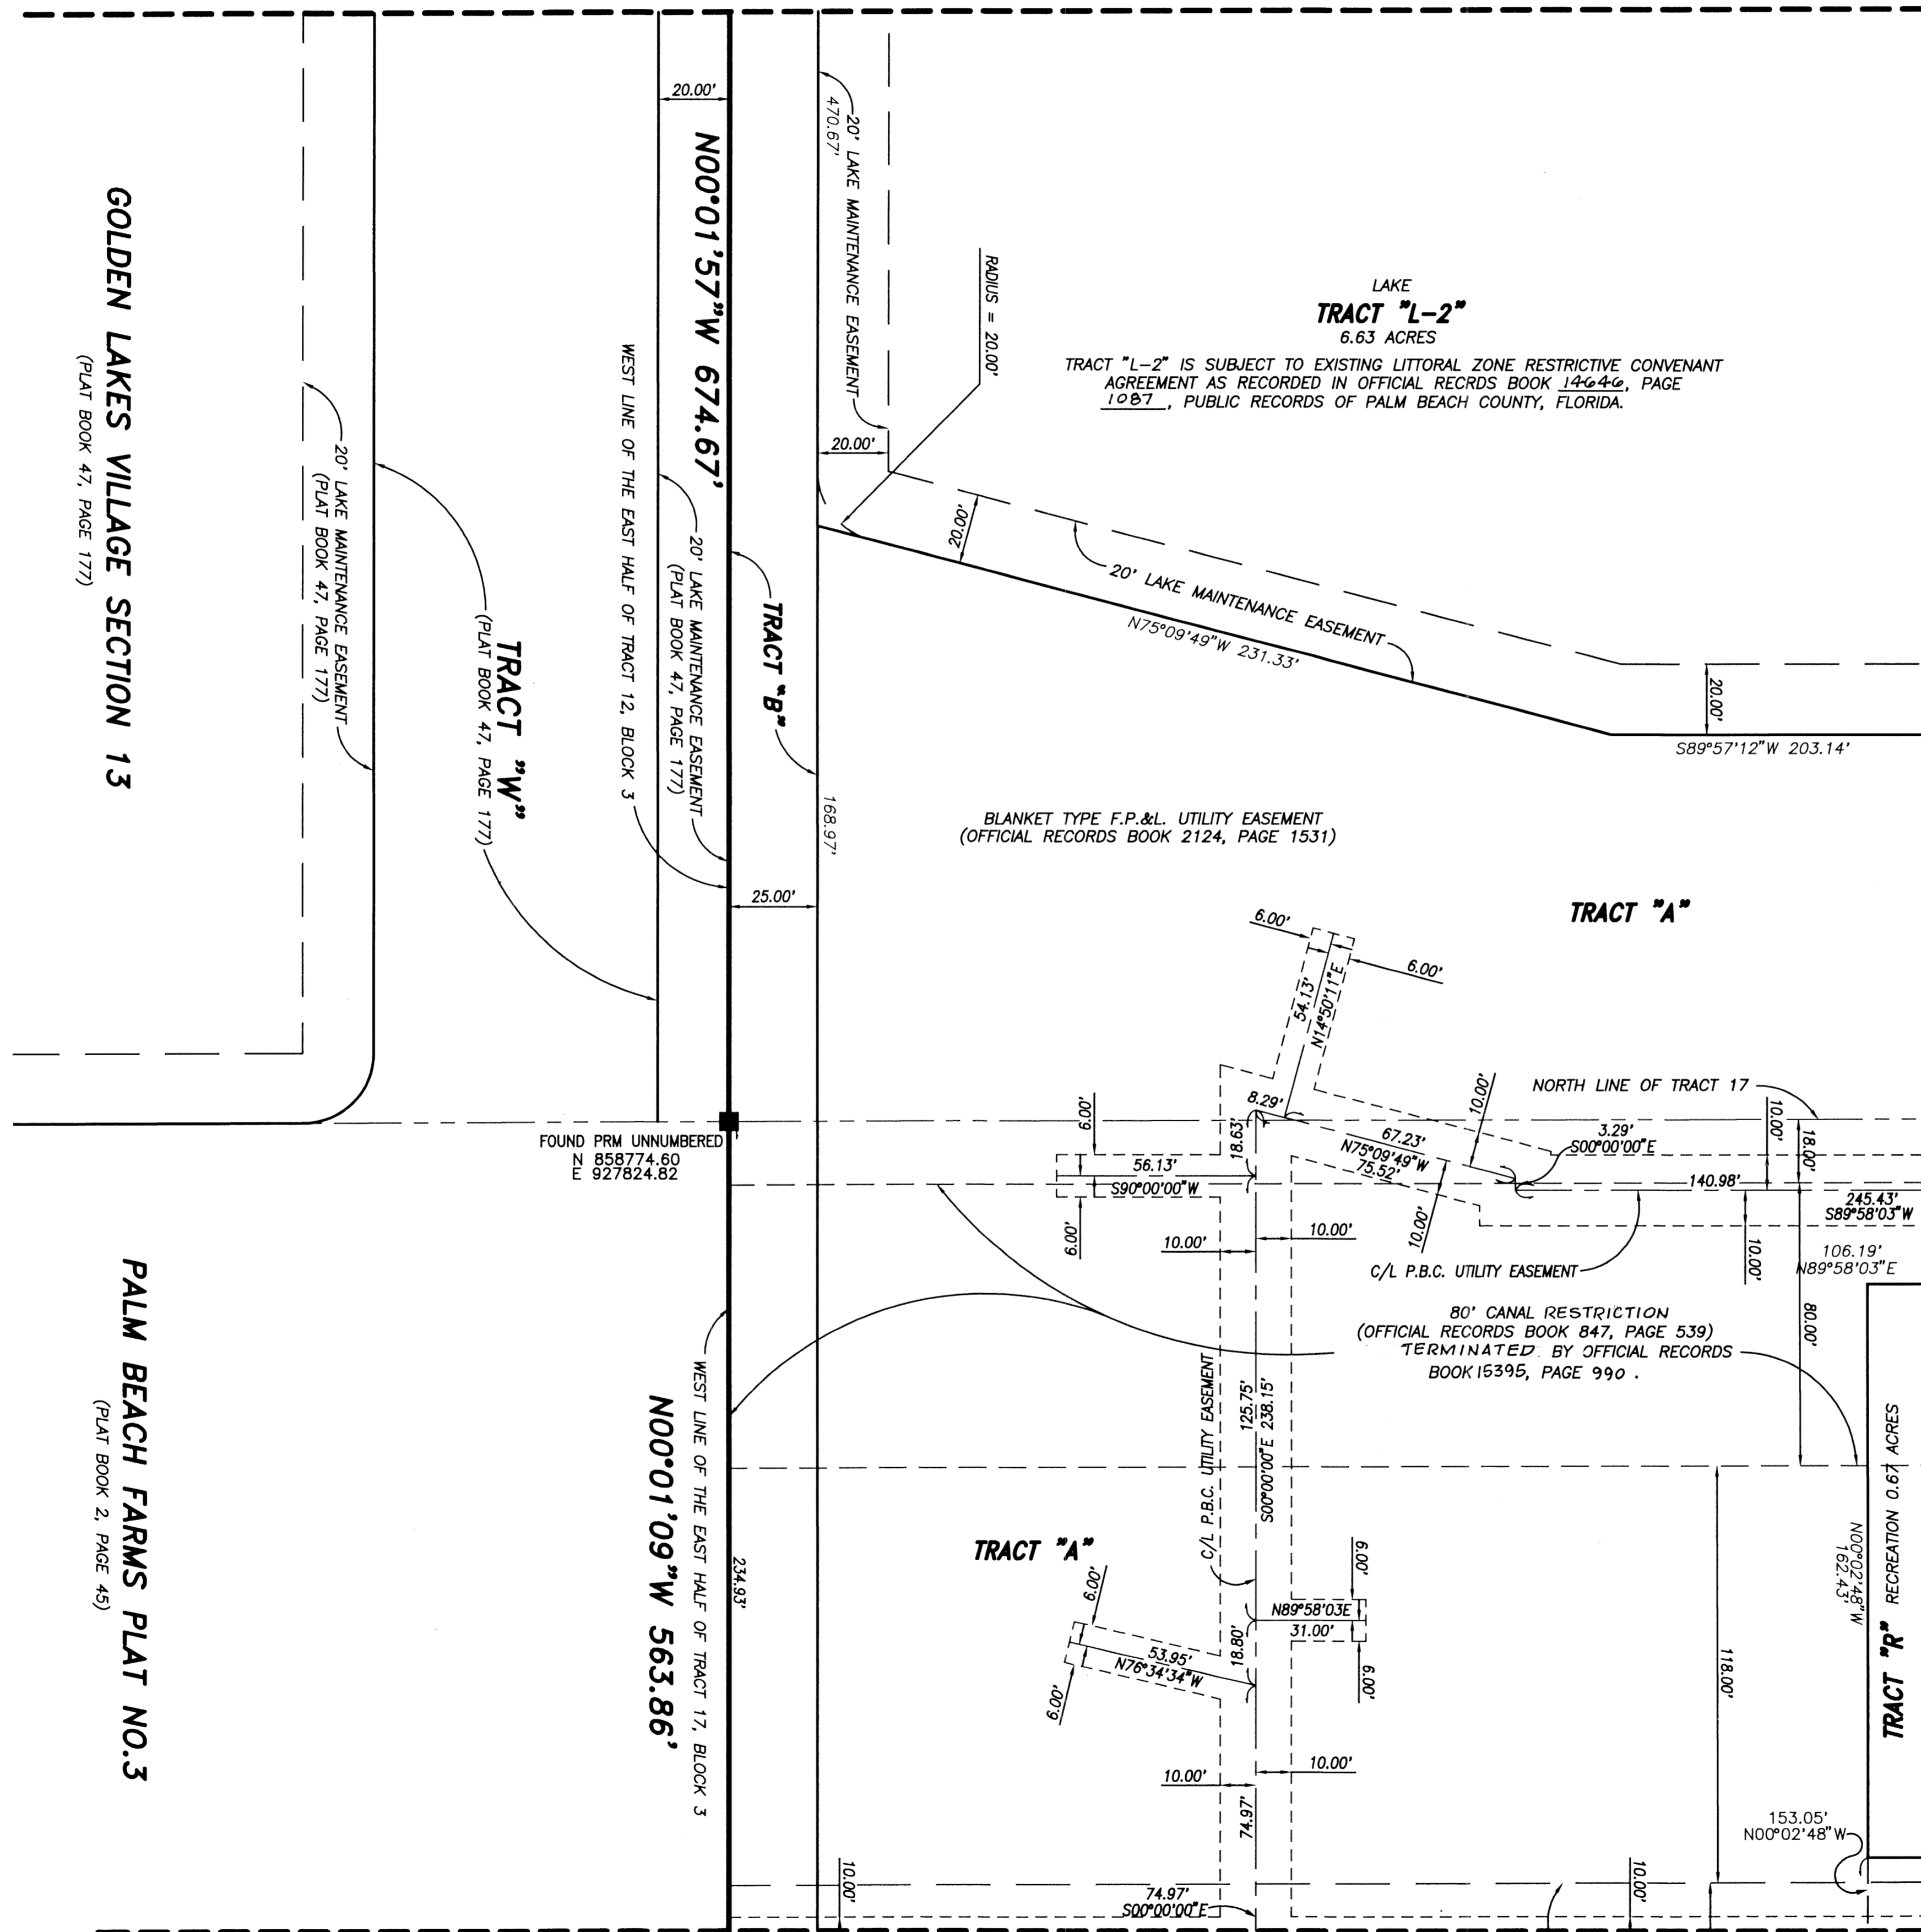 GOLDEN LAKES VILLAGE SECTION 13
(PLAT BOOK 47, PAGE 177)
20' LAKE MAINTENANCE EASEMENT
(PLAT BOOK 47, PAGE 177)
TRACT "W"
(PLAT BOOK 47, PAGE 177)
20.00'
N00°01'57"W 674.67'
WEST LINE OF THE EAST HALF OF TRACT 12, BLOCK 3
20' LAKE MAINTENANCE EASEMENT
(PLAT BOOK 47, PAGE 177)
TRACT "B"
470.67'
20' LAKE MAINTENANCE EASEMENT
RADIUS = 20.00'
20.00'
LAKE
TRACT "L-2"
6.63 ACRES
TRACT "L-2" IS SUBJECT TO EXISTING LITTORAL ZONE RESTRICTIVE CONVENANT
AGREEMENT AS RECORDED IN OFFICIAL RECRDS BOOK 14646, PAGE
1087, PUBLIC RECORDS OF PALM BEACH COUNTY, FLORIDA.
20.00'
20' LAKE MAINTENANCE EASEMENT
N75°09'49"W 231.33'
20.00'
S89°57'12"W 203.14'
168.97'
25.00'
BLANKET TYPE F.P.&L. UTILITY EASEMENT
(OFFICIAL RECORDS BOOK 2124, PAGE 1531)
TRACT "A"
6.00'
6.00'
54.13'
N14°50'11"E
NORTH LINE OF TRACT 17
8.29'
10.00'
67.23'
N75°09'49"W
75.52'
3.29'
S00°00'00"E
10.00'
18.00'
6.00'
18.63'
56.13'
S90°00'00"W
6.00'
140.98'
245.43'
S89°58'03"W
10.00'
10.00'
10.00'
10.00'
C/L P.B.C. UTILITY EASEMENT
106.19'
N89°58'03"E
FOUND PRM UNNUMBERED
N 858774.60
E 927824.82
80' CANAL RESTRICTION
(OFFICIAL RECORDS BOOK 847, PAGE 539)
TERMINATED BY OFFICIAL RECORDS
BOOK 15395, PAGE 990 .
80.00'
PALM BEACH FARMS PLAT NO.3
(PLAT BOOK 2, PAGE 45)
N00°01'09"W 563.86'
WEST LINE OF THE EAST HALF OF TRACT 17, BLOCK 3
234.93'
C/L P.B.C. UTILITY EASEMENT
125.75'
S00°00'00"E 238.15'
TRACT "A"
6.00'
53.95'
N76°34'34"W
6.00'
18.80'
6.00'
N89°58'03E
31.00'
6.00'
118.00'
TRACT "R" RECREATION 0.67 ACRES
N00°02'48"W
162.43'
10.00'
10.00'
74.97'
153.05'
N00°02'48"W
10.00'
74.97'
S00°00'00"E
10.00'